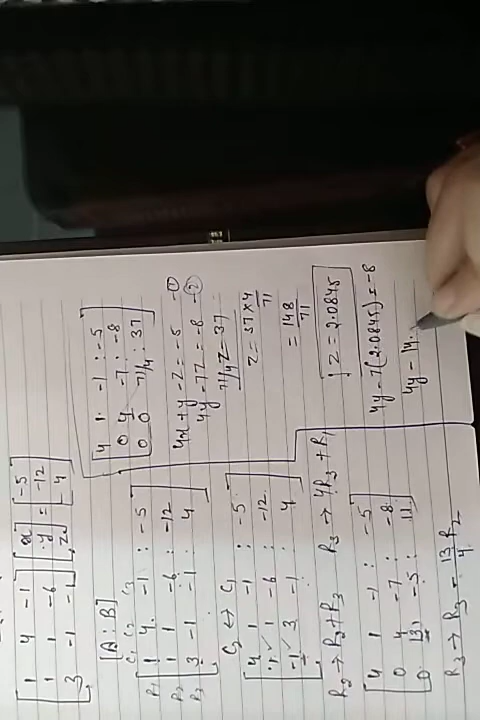 [1 4 -1] [x] = [-5]
[1 1 -6] [y] [-12]
[3 -1 -1] [z] [4]
[A : B]
C1 C2 C3
R1 [1 4 -1 : -5]
R2 [1 1 -6 : -12]
R3 [3 -1 -1 : 4]
C2 ↔ C1
[4 1 -1 : -5]
[1 1 -6 : -12]
[-1 3 -1 : 4]
R2 → R2+R3 R3 → 4R3 + R1
[4 1 -1 : -5]
[0 4 -7 : -8]
[0 13 -5 : 11]
R3 → R3 - 13/4 R2
[4 1 -1 : -5]
[0 4 -7 : -8]
[0 0 71/4 : 37]
4x + y - z = -5 -①
4y - 7z = -8 -②
71/4 z = 37
z = 37 x 4 / 71
= 148 / 71
z = 2.0845
4y - 7(2.0845) = -8
4y - 14.